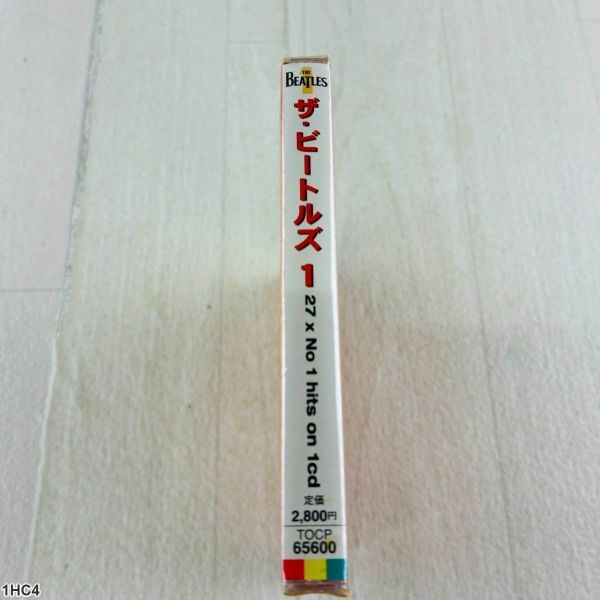 THE
BEATLES
1
ザ・ビートルズ 1
27 x No 1 hits on 1cd
定価
2,800円
TOCP
65600
1HC4